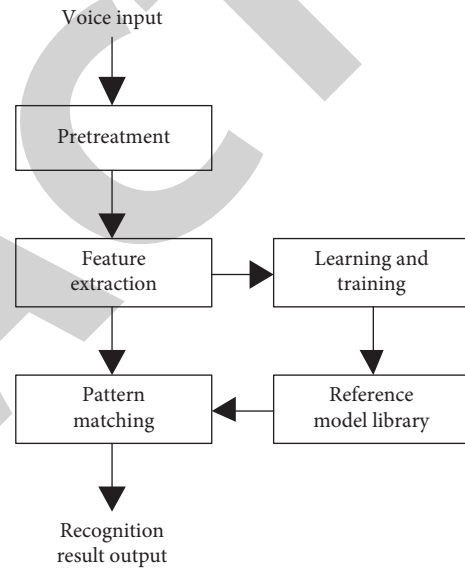 Voice input
Pretreatment
Feature
extraction
Learning and
training
Pattern
matching
Reference
model library
Recognition
result output